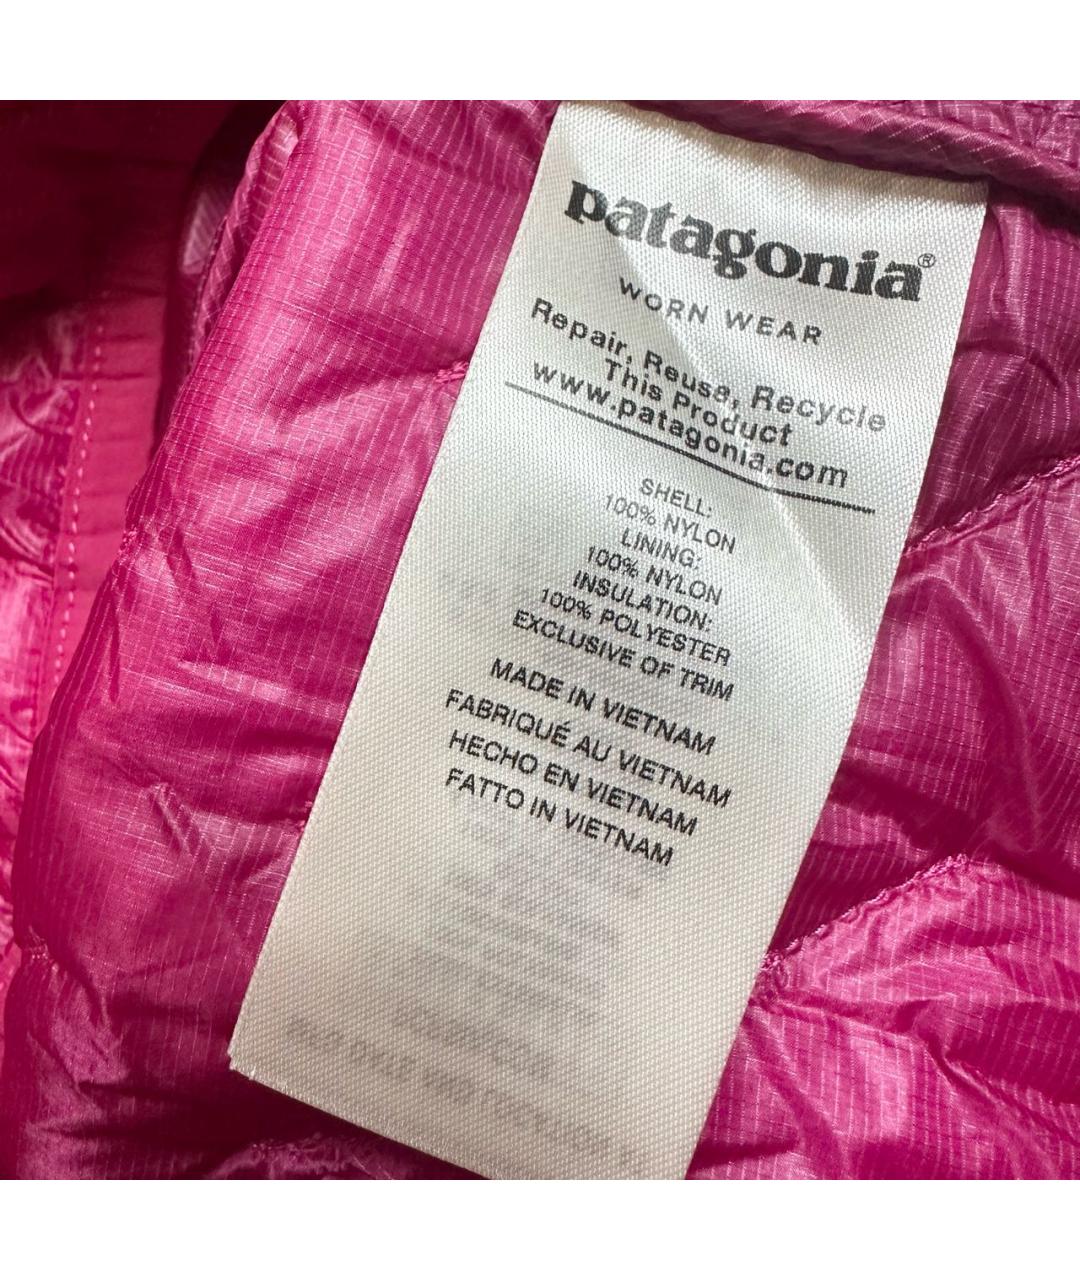 patagonia®
WORN WEAR
Repair, Reuse, Recycle
This Product
www.patagonia.com
SHELL:
100% NYLON
LINING:
100% NYLON
INSULATION:
100% POLYESTER
EXCLUSIVE OF TRIM
MADE IN VIETNAM
FABRIQUÉ AU VIETNAM
HECHO EN VIETNAM
FATTO IN VIETNAM